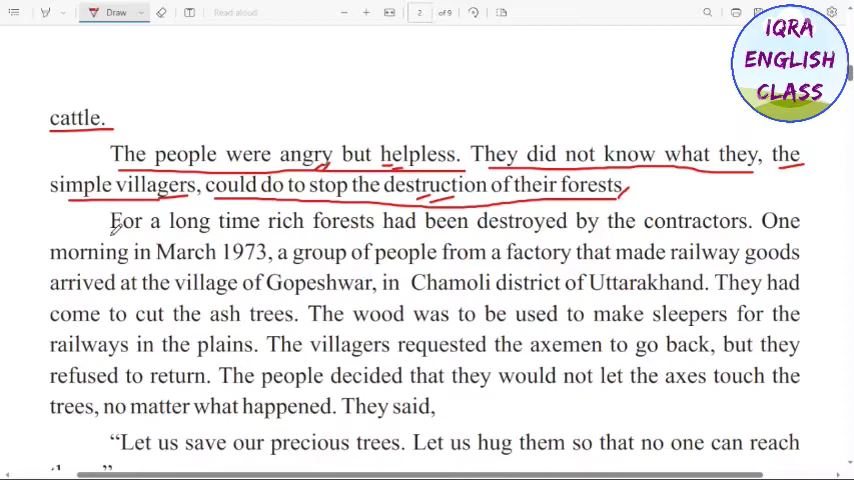 Draw
Read aloud
2
of 9
IQRA
ENGLISH
CLASS
cattle.
The people were angry but helpless. They did not know what they, the
simple villagers, could do to stop the destruction of their forests.
For a long time rich forests had been destroyed by the contractors. One
morning in March 1973, a group of people from a factory that made railway goods
arrived at the village of Gopeshwar, in Chamoli district of Uttarakhand. They had
come to cut the ash trees. The wood was to be used to make sleepers for the
railways in the plains. The villagers requested the axemen to go back, but they
refused to return. The people decided that they would not let the axes touch the
trees, no matter what happened. They said,
“Let us save our precious trees. Let us hug them so that no one can reach